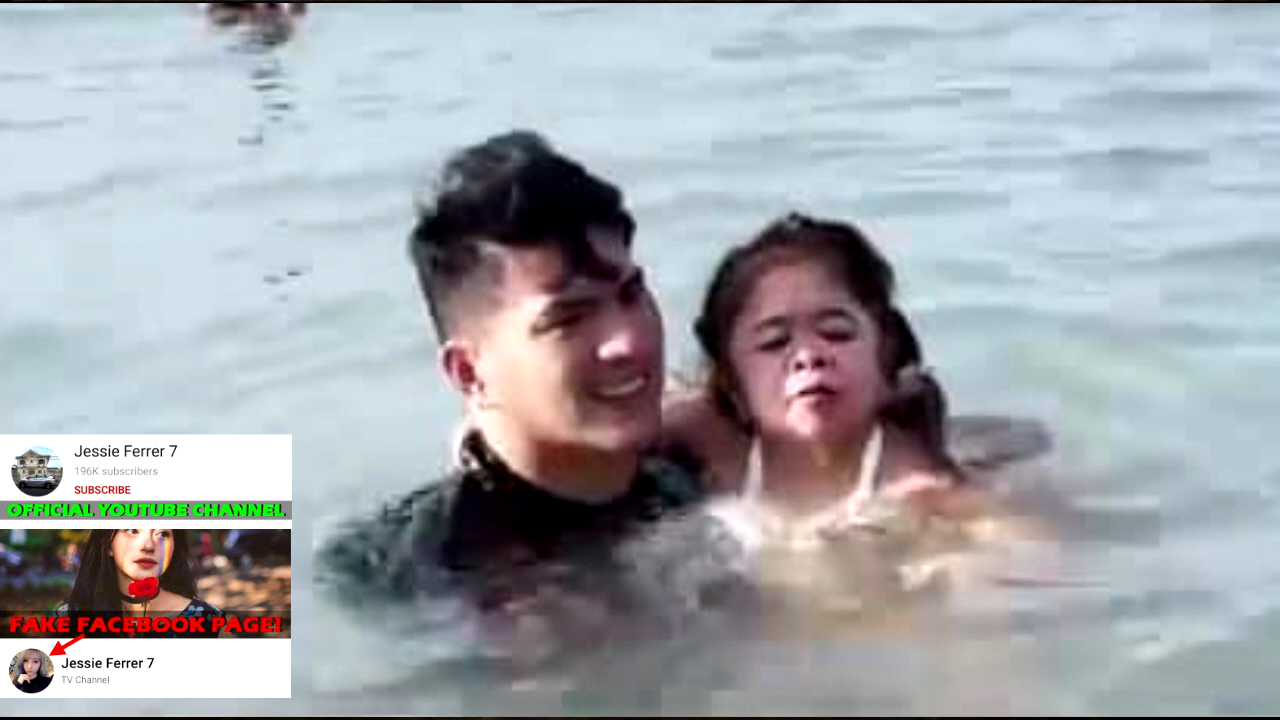 Jessie Ferrer 7
196K subscribers
SUBSCRIBE
OFFICIAL YOUTUBE CHANNEL
FAKE FACEBOOK PAGE!
Jessie Ferrer 7
TV Channel